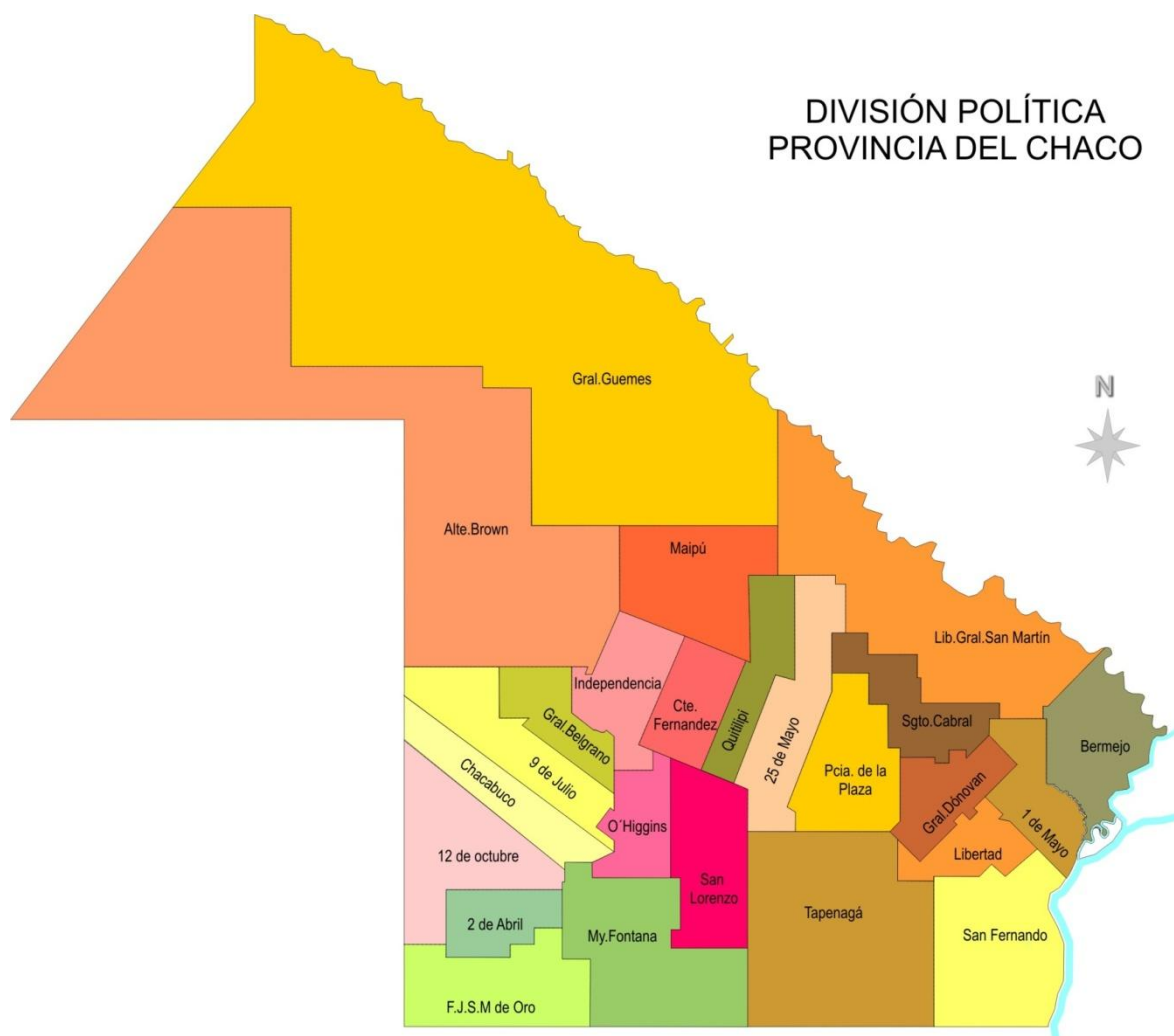 DIVISIÓN POLÍTICA
PROVINCIA DEL CHACO
Gral.Guemes
N
Alte.Brown
Maipú
Lib.Gral.San Martín
Independencia
Cte.
Fernandez
Quitilipi
25 de Mayo
Sgto.Cabral
Bermejo
Gral.Belgrano
9 de Julio
Chacabuco
Pcia. de la
Plaza
Gral.Dónovan
1 de Mayo
O´Higgins
12 de octubre
Libertad
San
Lorenzo
2 de Abril
My.Fontana
Tapenagá
San Fernando
F.J.S.M de Oro